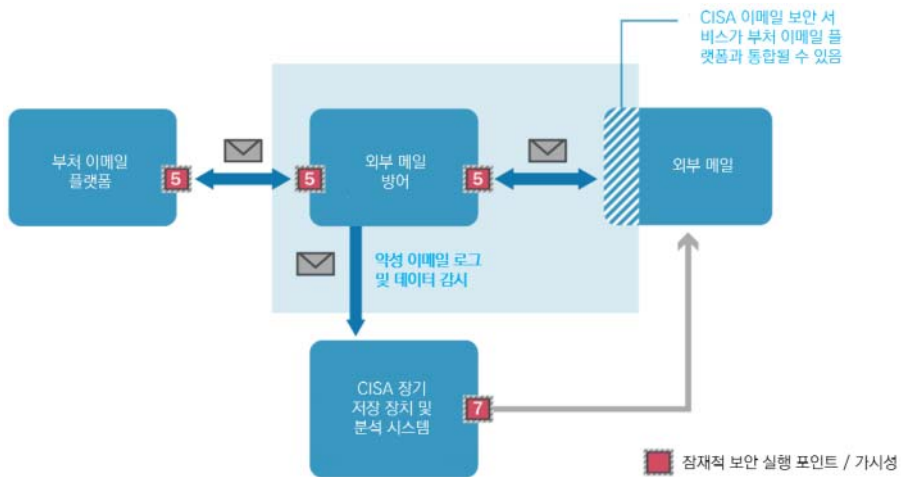 CISA 이메일 보안 서
비스가 부처 이메일 플
랫폼과 통합될 수 있음
부처 이메일
플랫폼
5
5
외부 메일
방어
5
외부 메일
악성 이메일 로그
및 데이터 감시
CISA 장기
저장 장치 및
분석 시스템
7
잠재적 보안 실행 포인트 / 가시성